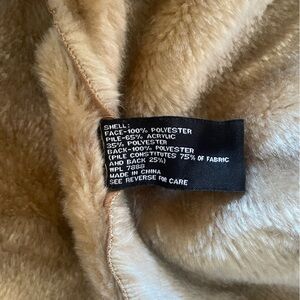 SHELL:
FACE-100% POLYESTER
PILE-65% ACRYLIC
35% POLYESTER
BACK-100% POLYESTER
(PILE CONSTITUTES 75% OF FABRIC
AND BACK 25%)
WPL 7888
MADE IN CHINA
SEE REVERSE FOR CARE